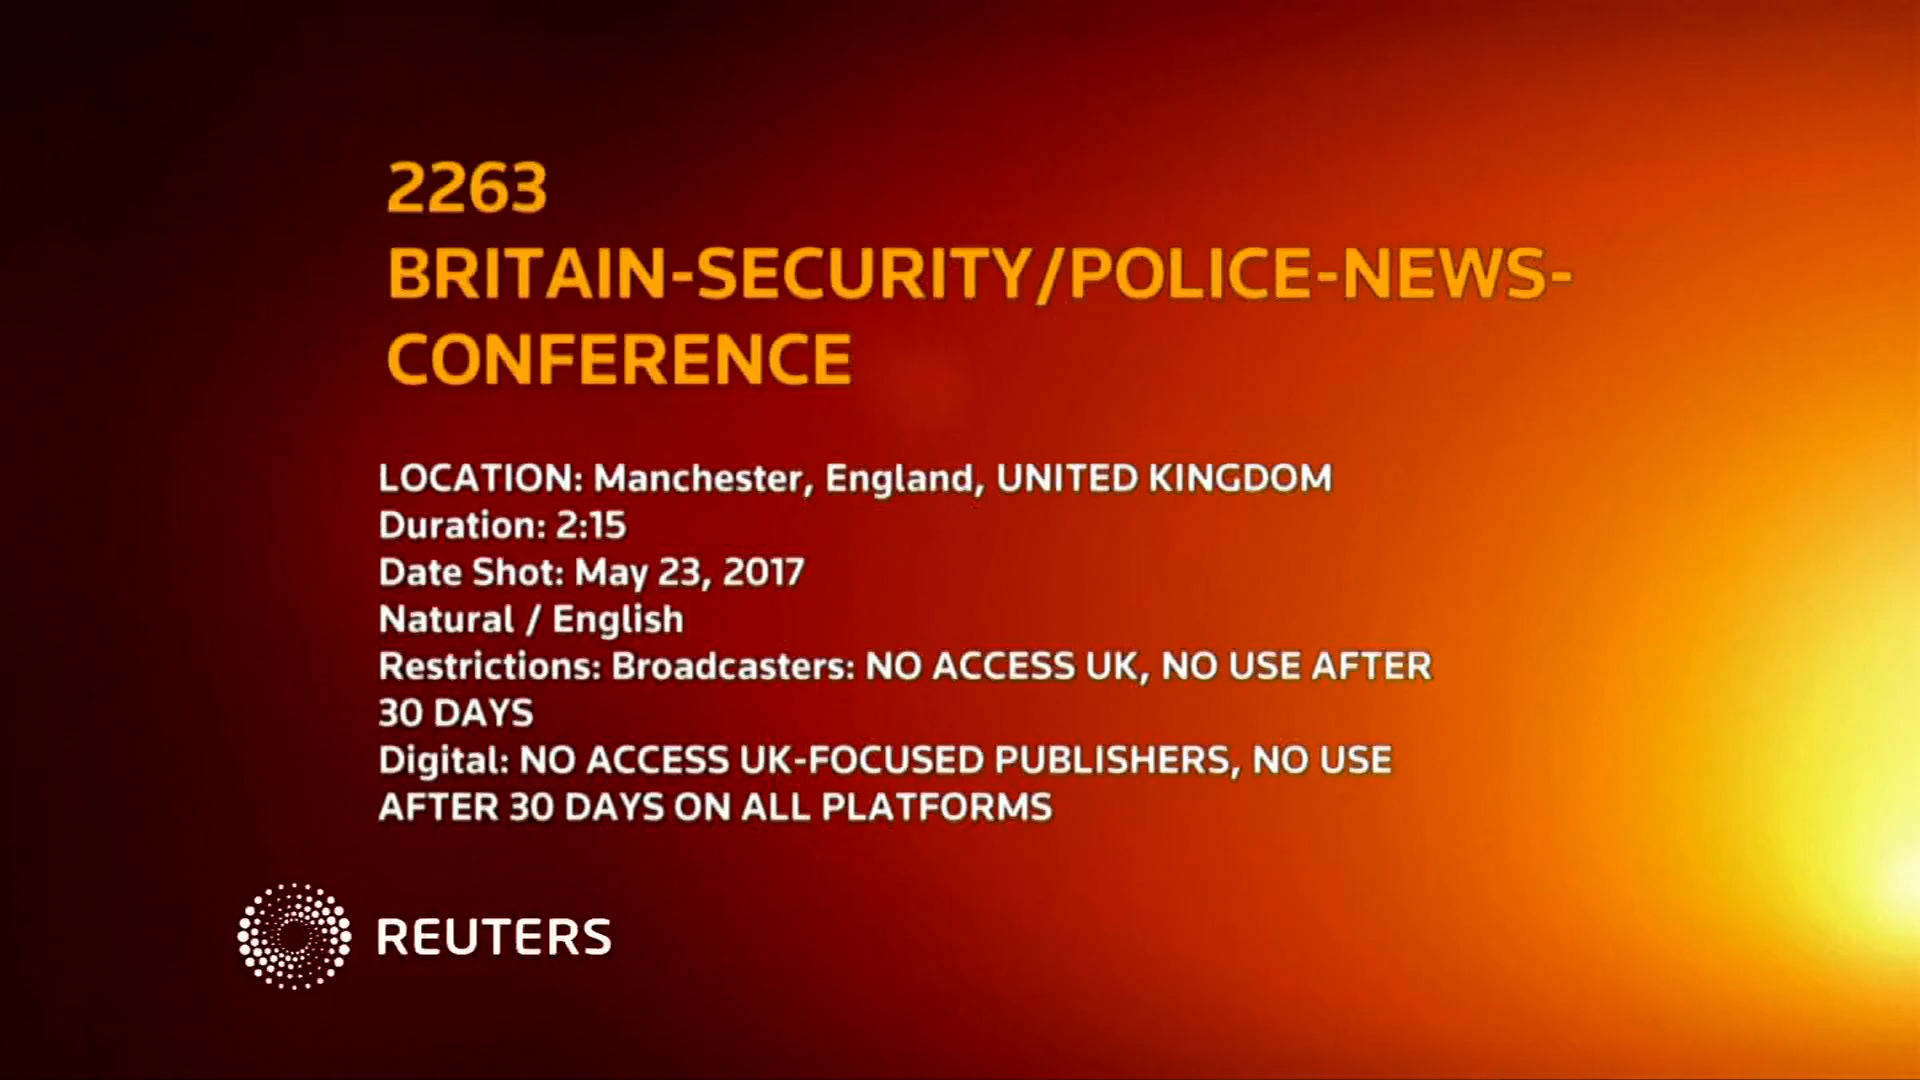 2263
BRITAIN-SECURITY/POLICE-NEWS-
CONFERENCE
LOCATION: Manchester, England, UNITED KINGDOM
Duration: 2:15
Date Shot: May 23, 2017
Natural / English
Restrictions: Broadcasters: NO ACCESS UK, NO USE AFTER
30 DAYS
Digital: NO ACCESS UK-FOCUSED PUBLISHERS, NO USE
AFTER 30 DAYS ON ALL PLATFORMS
REUTERS